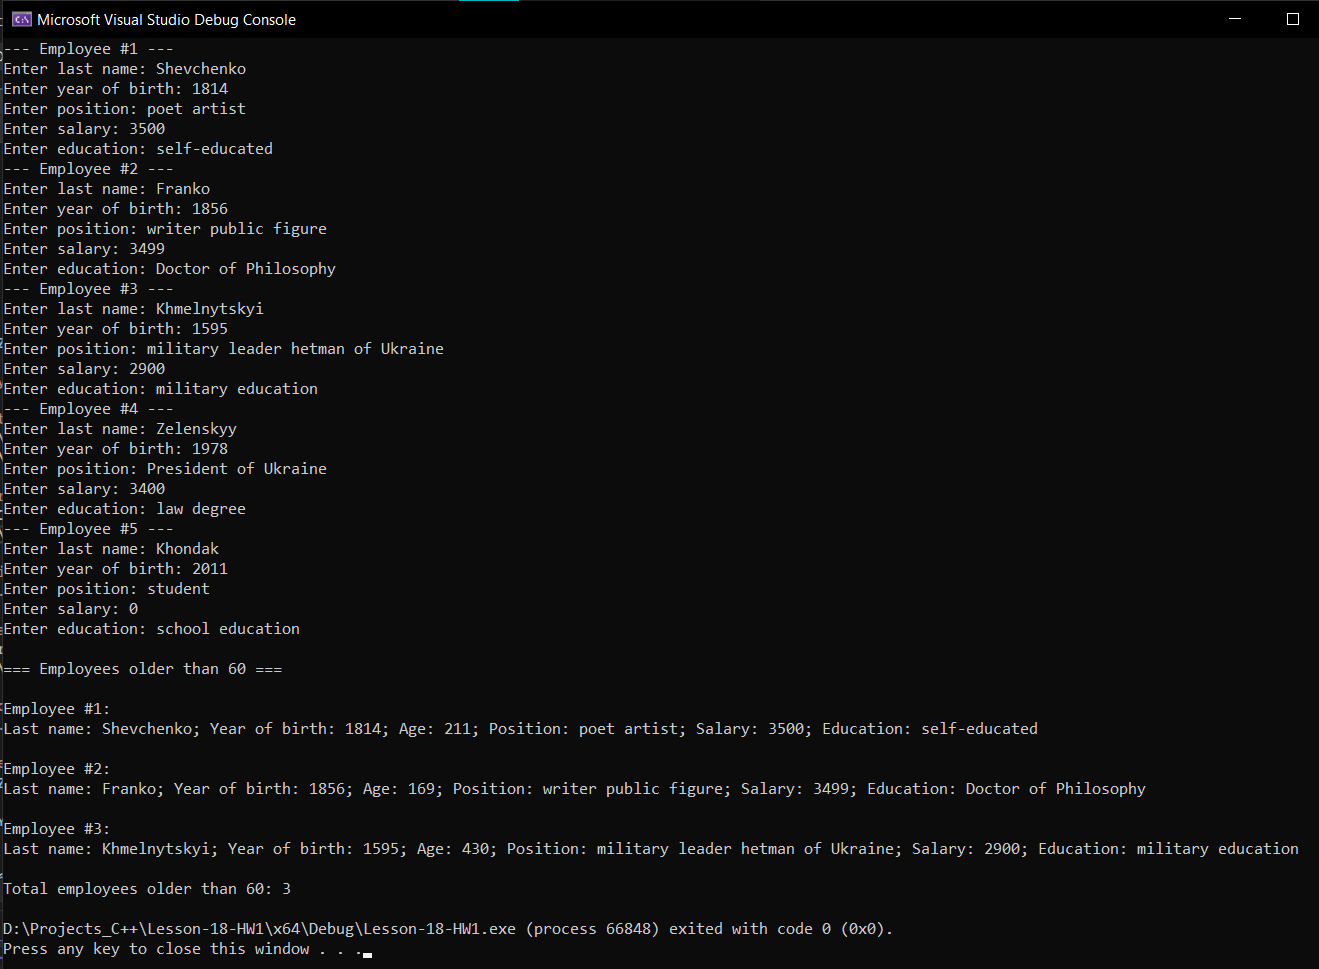 Microsoft Visual Studio Debug Console
--- Employee #1 ---
Enter last name: Shevchenko
Enter year of birth: 1814
Enter position: poet artist
Enter salary: 3500
Enter education: self-educated
--- Employee #2 ---
Enter last name: Franko
Enter year of birth: 1856
Enter position: writer public figure
Enter salary: 3499
Enter education: Doctor of Philosophy
--- Employee #3 ---
Enter last name: Khmelnytskyi
Enter year of birth: 1595
Enter position: military leader hetman of Ukraine
Enter salary: 2900
Enter education: military education
--- Employee #4 ---
Enter last name: Zelenskyy
Enter year of birth: 1978
Enter position: President of Ukraine
Enter salary: 3400
Enter education: law degree
--- Employee #5 ---
Enter last name: Khondak
Enter year of birth: 2011
Enter position: student
Enter salary: 0
Enter education: school education
=== Employees older than 60 ===
Employee #1:
Last name: Shevchenko; Year of birth: 1814; Age: 211; Position: poet artist; Salary: 3500; Education: self-educated
Employee #2:
Last name: Franko; Year of birth: 1856; Age: 169; Position: writer public figure; Salary: 3499; Education: Doctor of Philosophy
Employee #3:
Last name: Khmelnytskyi; Year of birth: 1595; Age: 430; Position: military leader hetman of Ukraine; Salary: 2900; Education: military education
Total employees older than 60: 3
D:\Projects_C++\Lesson-18-HW1\x64\Debug\Lesson-18-HW1.exe (process 66848) exited with code 0 (0x0).
Press any key to close this window . . .